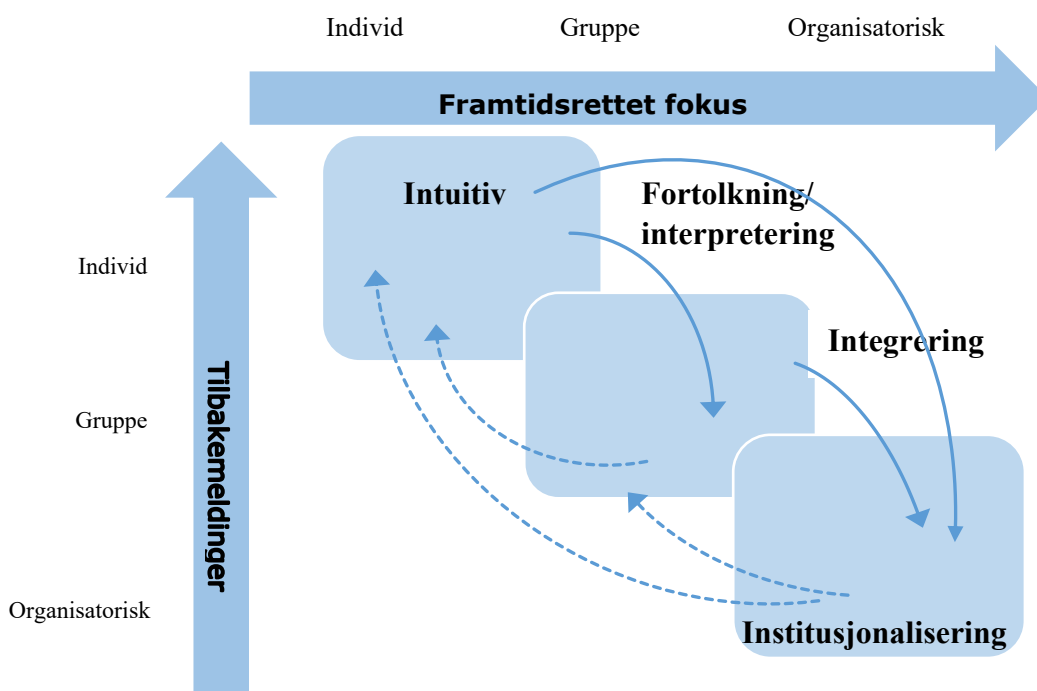 Individ
Gruppe
Organisatorisk
Framtidsrettet fokus
Intuitiv
Fortolkning/
interpretering
Individ
Integrering
Tilbakemeldinger
Gruppe
Organisatorisk
Institusjonalisering